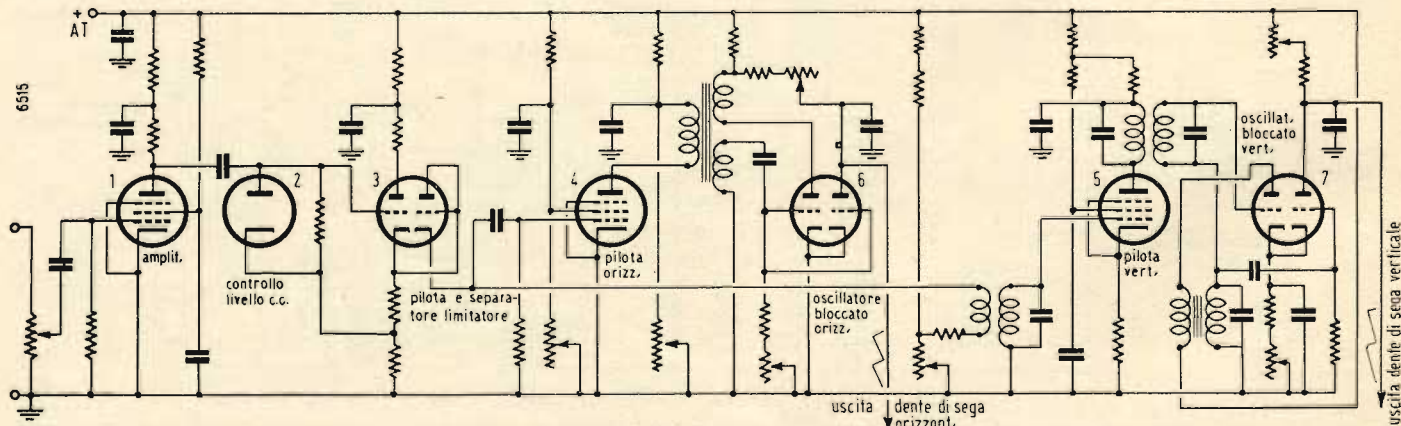 +
AT
6515
1
amplif.
2
controllo
livello c.c.
3
pilota e separa-
tore limitatore
4
pilota
orizz.
6
oscillatore
bloccato
orizz.
uscita dente di sega
orizzont.
5
pilota
vert.
oscillat.
bloccato
vert.
7
uscita dente di sega verticale